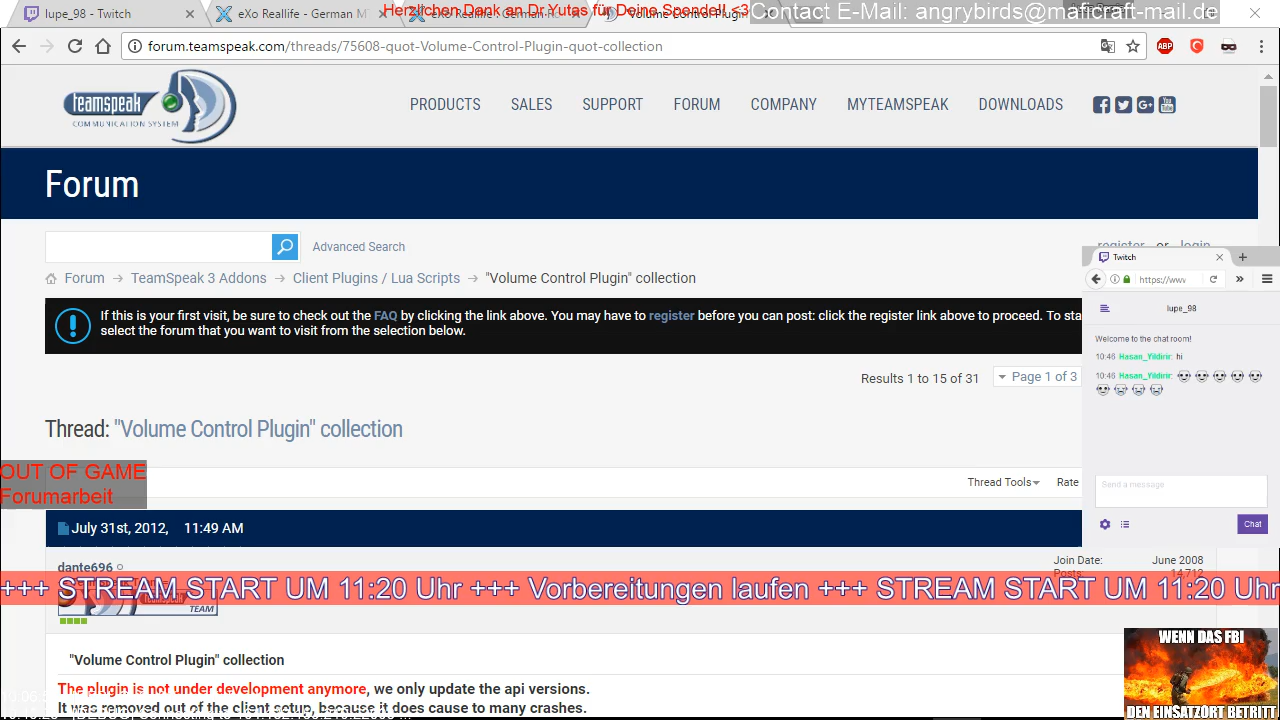 lupe_98 - Twitch
eXo Reallife - German M
Herzlichen Dank an Dr.Yutas für Deine Spende!! <3
Contact E-Mail: angrybirds@maficraft-mail.de
forum.teamspeak.com/threads/75608-quot-Volume-Control-Plugin-quot-collection
ABP
teamspeak
COMMUNICATION SYSTEM
PRODUCTS SALES SUPPORT FORUM COMPANY MYTEAMSPEAK DOWNLOADS
Forum
Advanced Search
register or login
Forum → TeamSpeak 3 Addons → Client Plugins / Lua Scripts → "Volume Control Plugin" collection
If this is your first visit, be sure to check out the FAQ by clicking the link above. You may have to register before you can post: click the register link above to proceed. To sta
select the forum that you want to visit from the selection below.
Results 1 to 15 of 31
Page 1 of 3
Thread: "Volume Control Plugin" collection
OUT OF GAME
Forumarbeit
Thread Tools
Rate
July 31st, 2012, 11:49 AM
dante696
Join Date: June 2008
TEAM
+++ STREAM START UM 11:20 Uhr +++ Vorbereitungen laufen +++ STREAM START UM 11:20 Uhr
"Volume Control Plugin" collection
The plugin is not under development anymore, we only update the api versions.
It was removed out of the client setup, because it does cause to many crashes.
Twitch
https://www
lupe_98
Welcome to the chat room!
10:46 Hasan_Yildirir: hi
10:46 Hasan_Yildirir:
Send a message
Chat
WENN DAS FBI
DEN EINSATZORT BETRITT